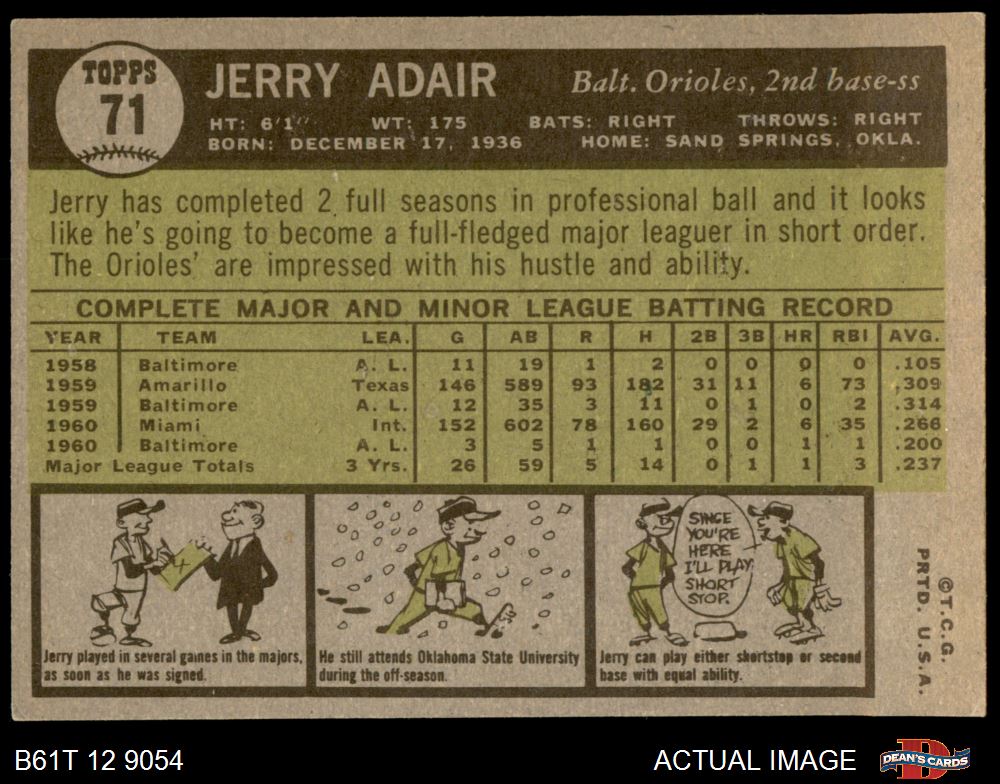 TOPPS
71
JERRY ADAIR
Balt. Orioles, 2nd base-ss
HT: 6'1" WT: 175 BATS: RIGHT THROWS: RIGHT
BORN: DECEMBER 17, 1936 HOME: SAND SPRINGS, OKLA.
Jerry has completed 2 full seasons in professional ball and it looks
like he's going to become a full-fledged major leaguer in short order.
The Orioles' are impressed with his hustle and ability.
COMPLETE MAJOR AND MINOR LEAGUE BATTING RECORD
YEAR TEAM LEA. G AB R H 2B 3B HR RBI AVG.
1958 Baltimore A. L. 11 19 1 2 0 0 0 0 .105
1959 Amarillo Texas 146 589 93 182 31 11 6 73 .309
1959 Baltimore A. L. 12 35 3 11 0 1 0 2 .314
1960 Miami Int. 152 602 78 160 29 2 6 35 .266
1960 Baltimore A. L. 3 5 1 1 0 0 1 1 .200
Major League Totals 3 Yrs. 26 59 5 14 0 1 1 3 .237
Jerry played in several games in the majors,
as soon as he was signed.
He still attends Oklahoma State University
during the off-season.
SINCE
YOU'RE
HERE
I'LL PLAY
SHORT
STOP.
Jerry can play either shortstop or second
base with equal ability.
©T.C.G.
PRTD. U.S.A.
B61T 12 9054
ACTUAL IMAGE
DEAN'S CARDS